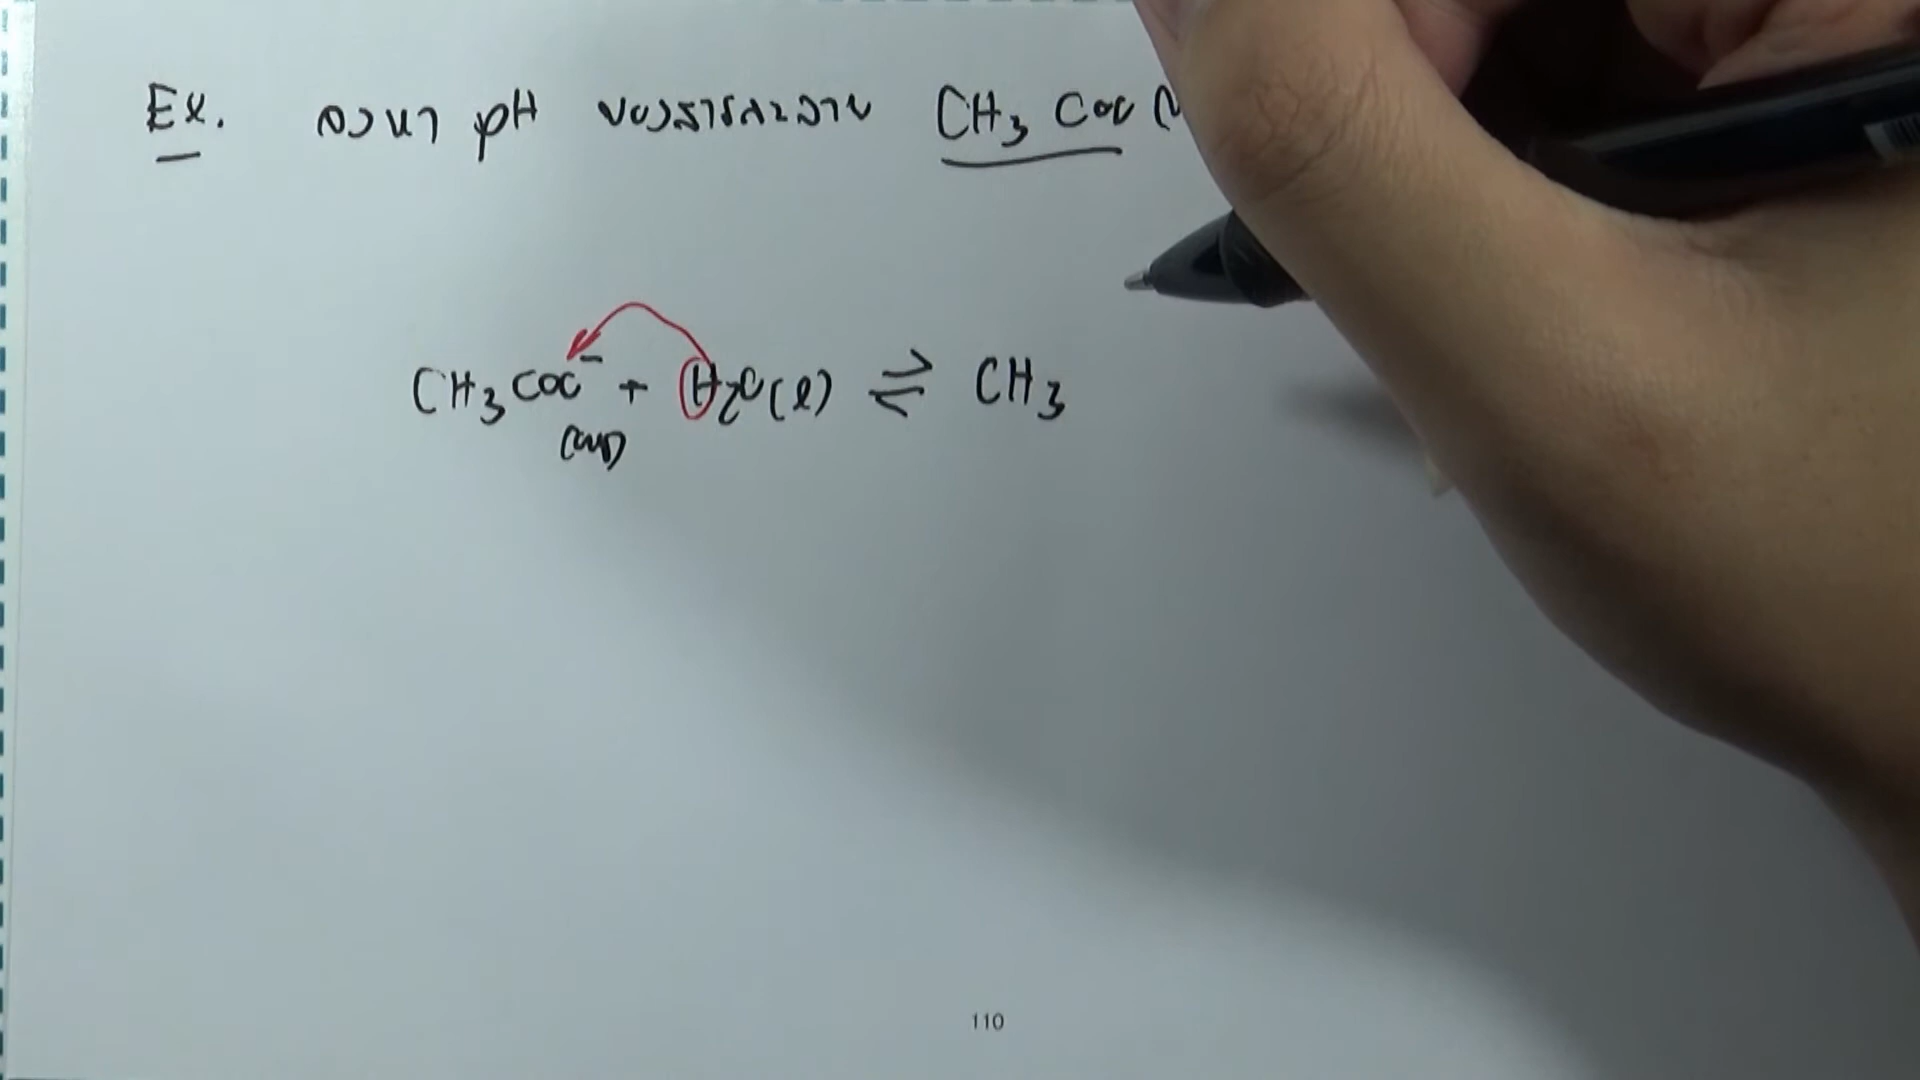 Ex. จงหา pH ของสารละลาย CH₃COO
CH₃COO⁻ + H₂O(l) ⇌ CH₃
(aq)
110